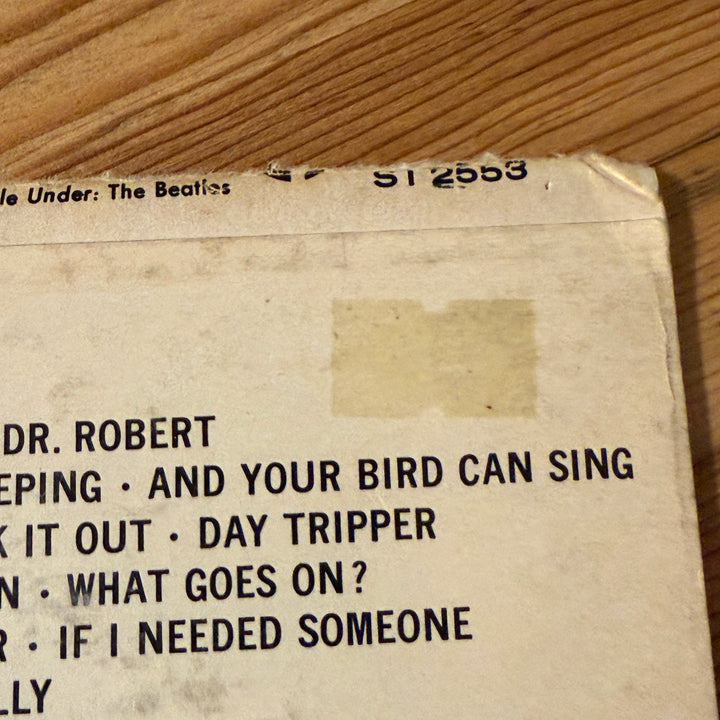 le Under: The Beatles
ST 2553
DR. ROBERT
EPING · AND YOUR BIRD CAN SING
K IT OUT · DAY TRIPPER
N · WHAT GOES ON?
R · IF I NEEDED SOMEONE
LLY